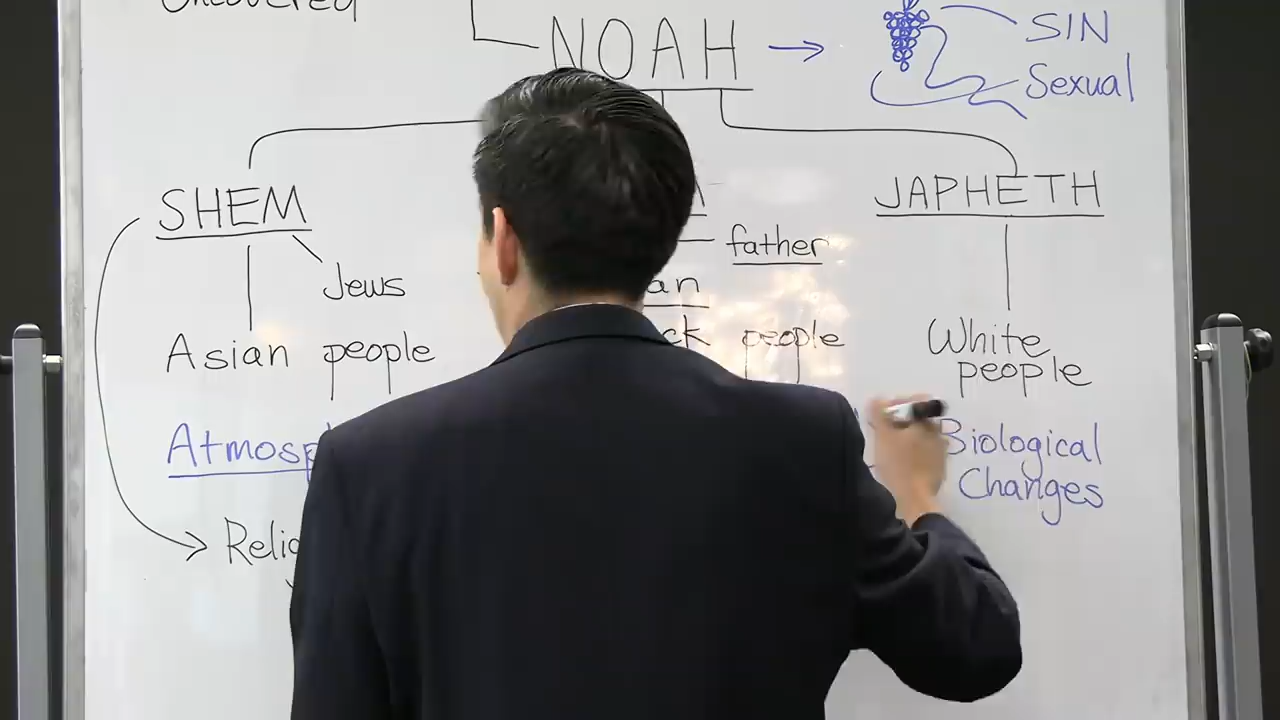 NOAH
SIN
Sexual
SHEM
JAPHETH
father
Jews
people
Asian people
White
people
Biological
Changes